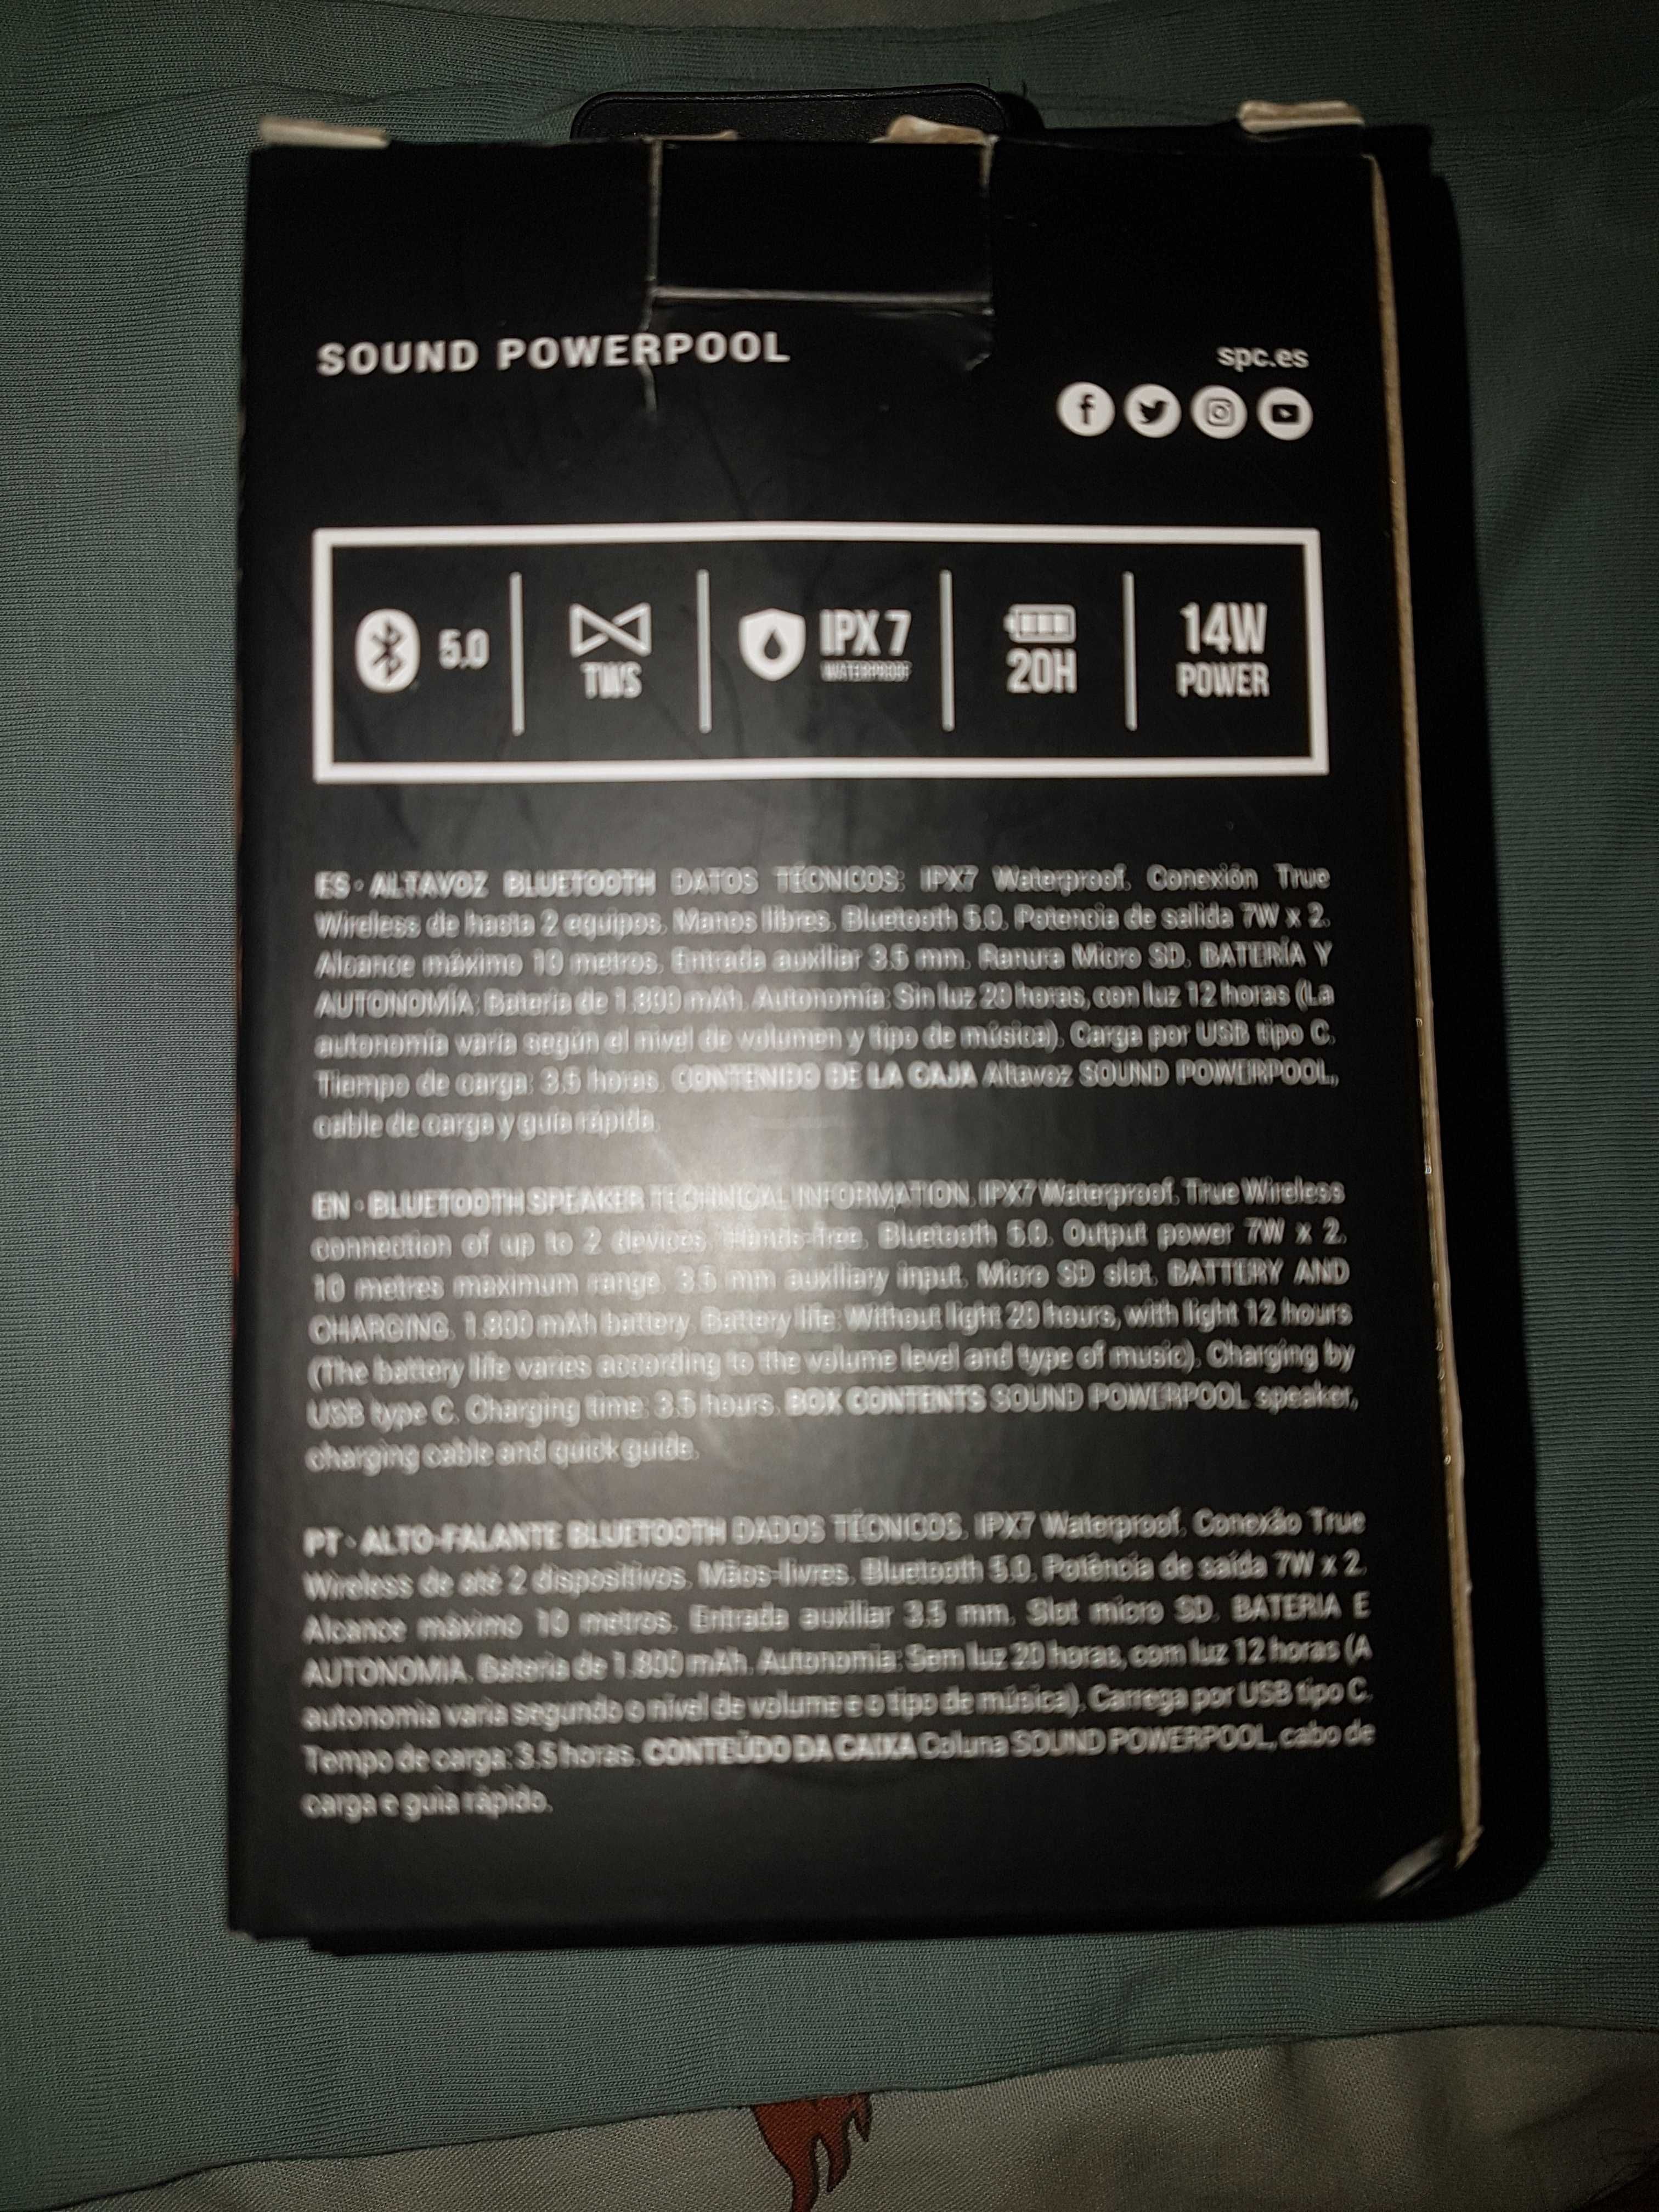 SOUND POWERPOOL
spc.es
5.0
TWS
IPX7
WATERPROOF
20H
14W
POWER
ES · ALTAVOZ BLUETOOTH DATOS TÉCNICOS: IPX7 Waterproof. Conexión True
Wireless de hasta 2 equipos. Manos libres. Bluetooth 5.0. Potencia de salida 7W x 2.
Alcance máximo 10 metros. Entrada auxiliar 3.5 mm. Ranura Micro SD. BATERÍA Y
AUTONOMÍA: Batería de 1.800 mAh. Autonomía: Sin luz 20 horas, con luz 12 horas (La
autonomía varía según el nivel de volumen y tipo de música). Carga por USB tipo C.
Tiempo de carga: 3.5 horas. CONTENIDO DE LA CAJA Altavoz SOUND POWERPOOL,
cable de carga y guía rápida.
EN · BLUETOOTH SPEAKER TECHNICAL INFORMATION. IPX7 Waterproof. True Wireless
connection of up to 2 devices. Hands-free. Bluetooth 5.0. Output power 7W x 2.
10 metres maximum range. 3.5 mm auxiliary input. Micro SD slot. BATTERY AND
CHARGING. 1.800 mAh battery. Battery life: Without light 20 hours, with light 12 hours
(The battery life varies according to the volume level and type of music). Charging by
USB type C. Charging time: 3.5 hours. BOX CONTENTS SOUND POWERPOOL speaker,
charging cable and quick guide.
PT · ALTO-FALANTE BLUETOOTH DADOS TÉCNICOS. IPX7 Waterproof. Conexão True
Wireless de até 2 dispositivos. Mãos-livres. Bluetooth 5.0. Potência de saída 7W x 2.
Alcance máximo 10 metros. Entrada auxiliar 3.5 mm. Slot micro SD. BATERIA E
AUTONOMIA. Bateria de 1.800 mAh. Autonomia: Sem luz 20 horas, com luz 12 horas (A
autonomia varia segundo o nível de volume e o tipo de música). Carrega por USB tipo C.
Tempo de carga: 3.5 horas. CONTEÚDO DA CAIXA Coluna SOUND POWERPOOL, cabo de
carga e guia rápido.